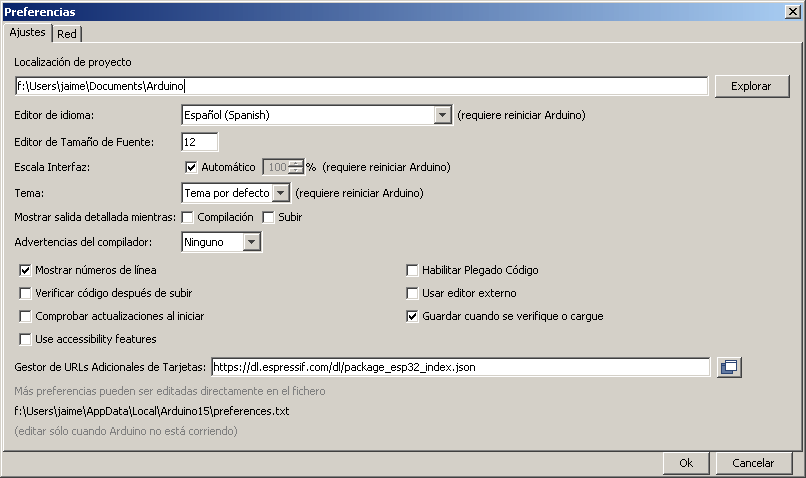 Preferencias
Ajustes Red
Localización de proyecto
f:\Users\jaime\Documents\Arduino Explorar
Editor de idioma: Español (Spanish) (requiere reiniciar Arduino)
Editor de Tamaño de Fuente: 12
Escala Interfaz: Automático 100 % (requiere reiniciar Arduino)
Tema: Tema por defecto (requiere reiniciar Arduino)
Mostrar salida detallada mientras: Compilación Subir
Advertencias del compilador: Ninguno
Mostrar números de línea Habilitar Plegado Código
Verificar código después de subir Usar editor externo
Comprobar actualizaciones al iniciar Guardar cuando se verifique o cargue
Use accessibility features
Gestor de URLs Adicionales de Tarjetas: https://dl.espressif.com/dl/package_esp32_index.json
Más preferencias pueden ser editadas directamente en el fichero
f:\Users\jaime\AppData\Local\Arduino15\preferences.txt
(editar sólo cuando Arduino no está corriendo)
Ok Cancelar